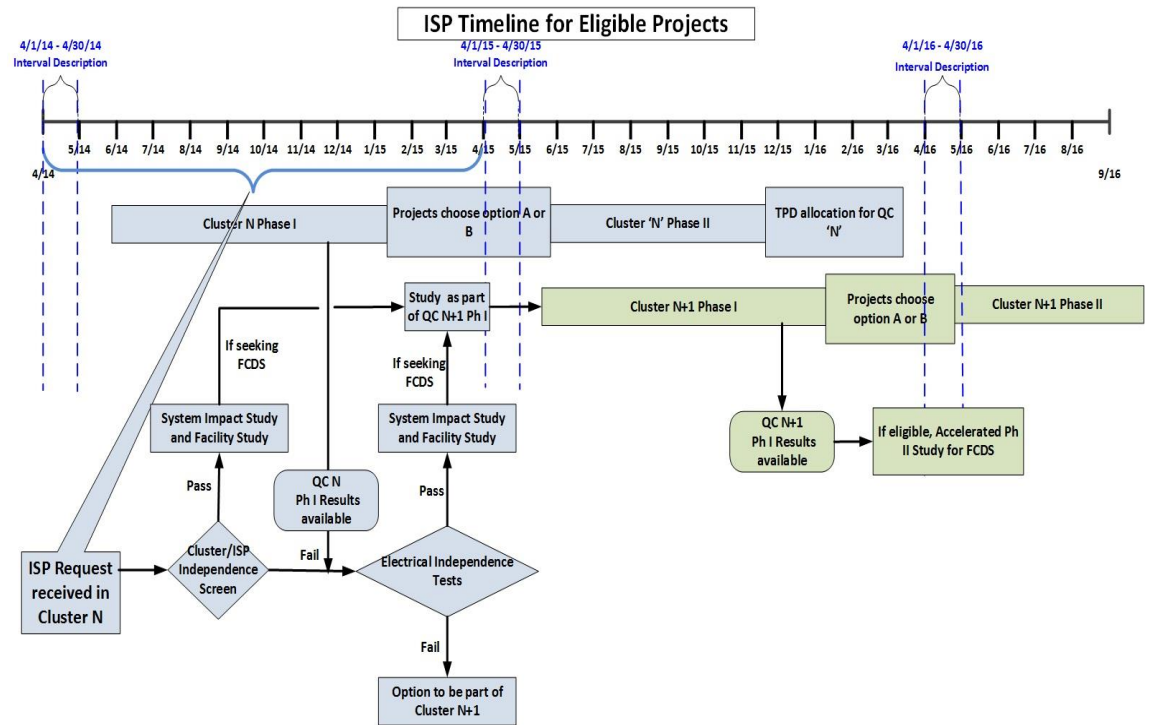 ISP Timeline for Eligible Projects
4/1/14 - 4/30/14
Interval Description
4/1/15 - 4/30/15
Interval Description
4/1/16 - 4/30/16
Interval Description
5/14 6/14 7/14 8/14 9/14 10/14 11/14 12/14 1/15 2/15 3/15 4/15 5/15 6/15 7/15 8/15 9/15 10/15 11/15 12/15 1/16 2/16 3/16 4/16 5/16 6/16 7/16 8/16
4/14
9/16
Cluster N Phase I
Projects choose option A or
B
Cluster ‘N’ Phase II
TPD allocation for QC
‘N’
Study as part
of QC N+1 Ph I
Cluster N+1 Phase I
Projects choose
option A or B
Cluster N+1 Phase II
If seeking
FCDS
If seeking
FCDS
System Impact Study
and Facility Study
System Impact Study
and Facility Study
QC N+1
Ph I Results
available
If eligible, Accelerated Ph
II Study for FCDS
Pass
QC N
Ph I Results
available
Pass
ISP Request
received in
Cluster N
Cluster/ISP
Independence
Screen
Fail
Electrical Independence
Tests
Fail
Option to be part of
Cluster N+1